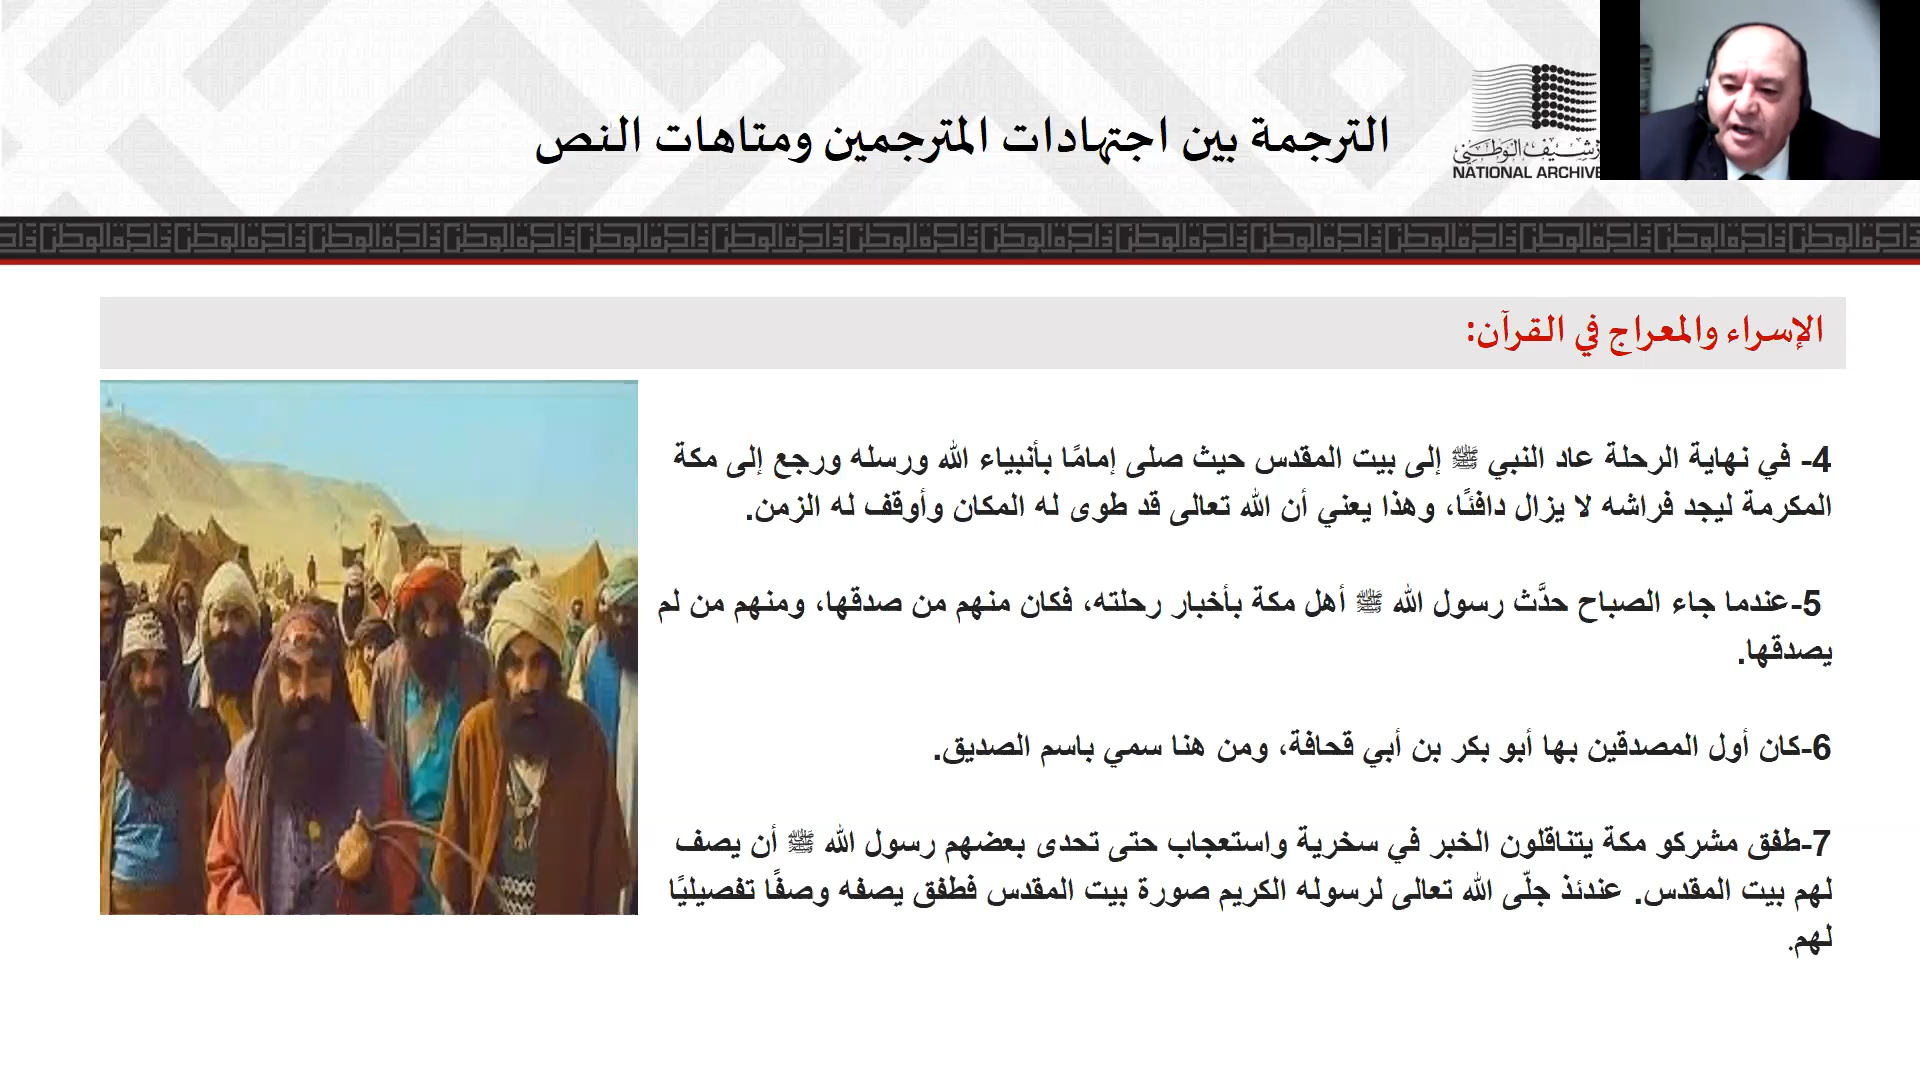 الترجمة بين اجتهادات المترجمين ومتاهات النص
NATIONAL ARCHIVE
الإسراء والمعراج في القرآن:
4- في نهاية الرحلة عاد النبي ﷺ إلى بيت المقدس حيث صلى إمامًا بأنبياء الله ورسله ورجع إلى مكة
المكرمة ليجد فراشه لا يزال دافئًا، وهذا يعني أن الله تعالى قد طوى له المكان وأوقف له الزمن.
5-عندما جاء الصباح حدَّث رسول الله ﷺ أهل مكة بأخبار رحلته، فكان منهم من صدقها، ومنهم من لم
يصدقها.
6-كان أول المصدقين بها أبو بكر بن أبي قحافة، ومن هنا سمي باسم الصديق.
7-طفق مشركو مكة يتناقلون الخبر في سخرية واستعجاب حتى تحدى بعضهم رسول الله ﷺ أن يصف
لهم بيت المقدس. عندئذ جلّى الله تعالى لرسوله الكريم صورة بيت المقدس فطفق يصفه وصفًا تفصيليًا
لهم.